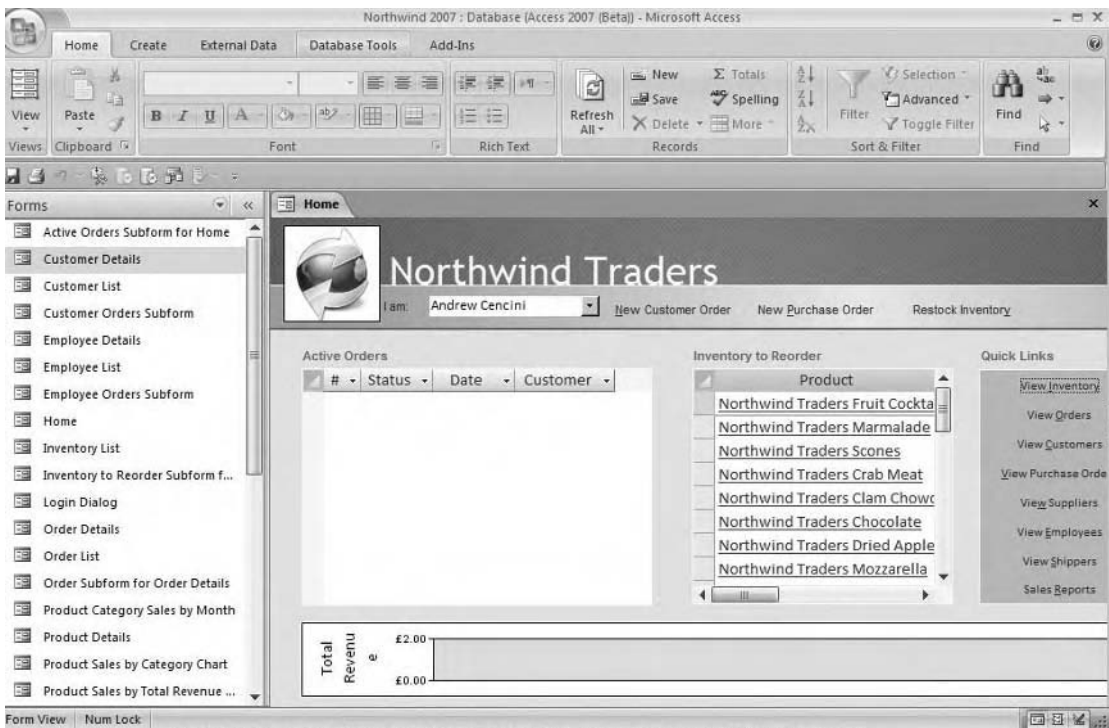 Northwind 2007 : Database (Access 2007 (Beta)) - Microsoft Access
Home Create External Data Database Tools Add-Ins
View
Views
Paste
Clipboard
B I U A ab
Font
Rich Text
Refresh
All
New
Save
Delete
Σ Totals
ABC Spelling
More
Records
A Z
Z A
Filter
Selection
Advanced
Toggle Filter
Sort & Filter
Find
Find
Forms «
Active Orders Subform for Home
Customer Details
Customer List
Customer Orders Subform
Employee Details
Employee List
Employee Orders Subform
Home
Inventory List
Inventory to Reorder Subform f...
Login Dialog
Order Details
Order List
Order Subform for Order Details
Product Category Sales by Month
Product Details
Product Sales by Category Chart
Product Sales by Total Revenue ...
Home
Northwind Traders
I am: Andrew Cencini New Customer Order New Purchase Order Restock Inventory
Active Orders
# Status Date Customer
Inventory to Reorder
Product
Northwind Traders Fruit Cockta
Northwind Traders Marmalade
Northwind Traders Scones
Northwind Traders Crab Meat
Northwind Traders Clam Chowc
Northwind Traders Chocolate
Northwind Traders Dried Apple
Northwind Traders Mozzarella
Quick Links
View Inventory
View Orders
View Customers
View Purchase Orde
View Suppliers
View Employees
View Shippers
Sales Reports
Total
Revenu
e
£2.00
£0.00
Form View Num Lock